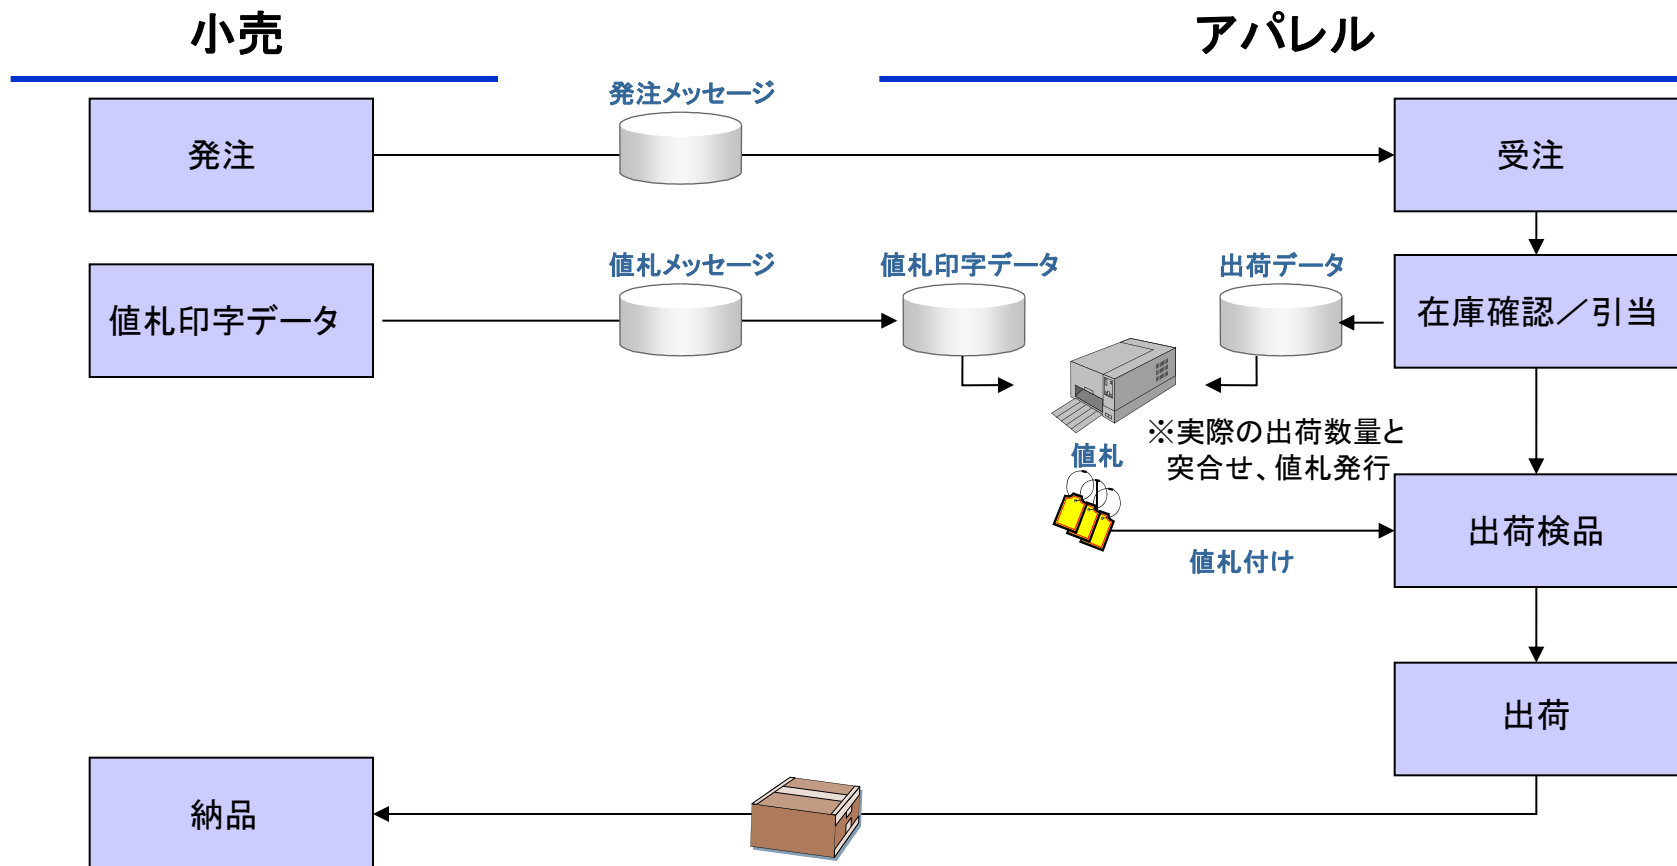 小売
アパレル
発注メッセージ
発注
受注
値札メッセージ
値札印字データ
出荷データ
値札印字データ
在庫確認／引当
※実際の出荷数量と
突合せ、値札発行
値札
出荷検品
値札付け
出荷
納品